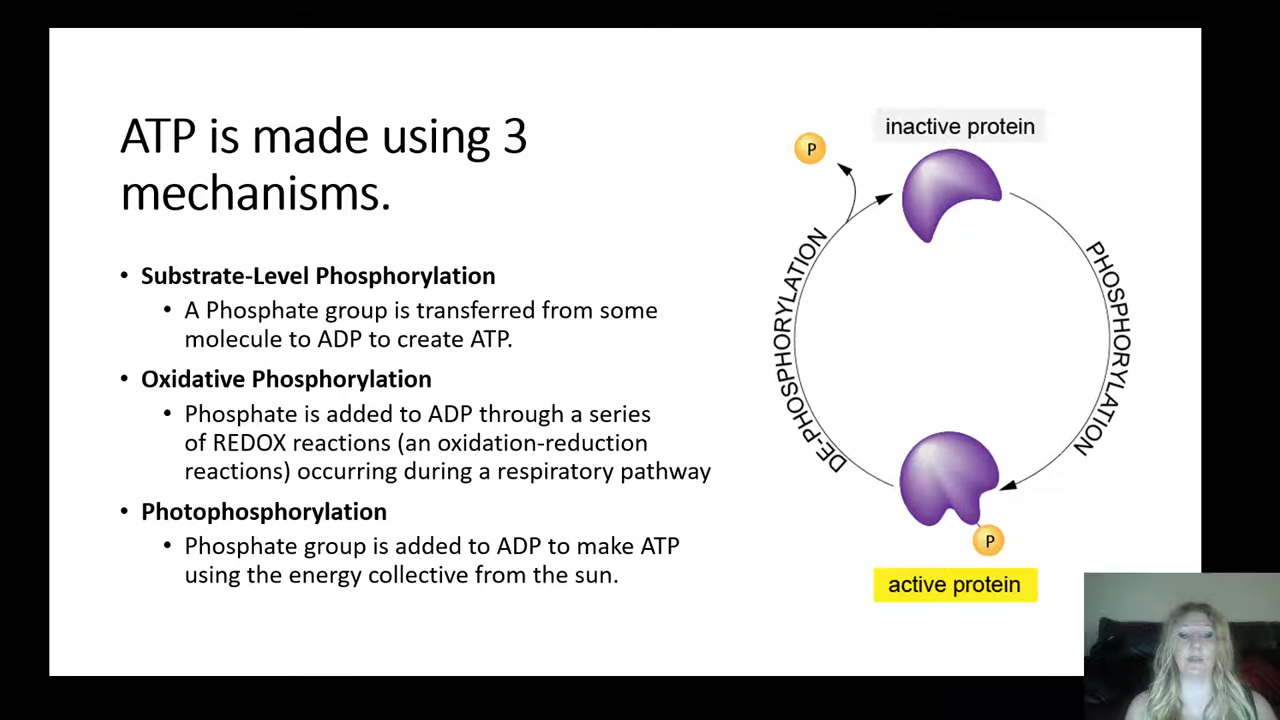 ATP is made using 3
mechanisms.
• Substrate-Level Phosphorylation
• A Phosphate group is transferred from some
molecule to ADP to create ATP.
• Oxidative Phosphorylation
• Phosphate is added to ADP through a series
of REDOX reactions (an oxidation-reduction
reactions) occurring during a respiratory pathway
• Photophosphorylation
• Phosphate group is added to ADP to make ATP
using the energy collective from the sun.
inactive protein
P
DE-PHOSPHORYLATION
PHOSPHORYLATION
P
active protein